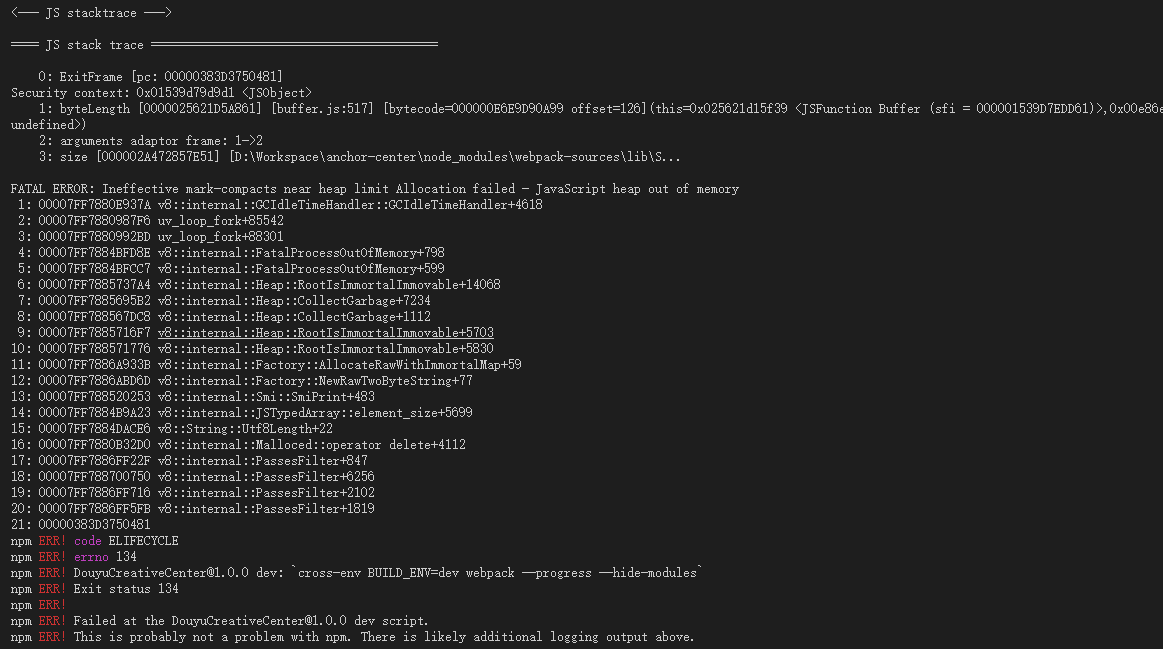 <--- JS stacktrace --->
==== JS stack trace =========================================
0: ExitFrame [pc: 00000383D3750481]
Security context: 0x01539d79d9d1 <JSObject>
1: byteLength [0000025621D5A861] [buffer.js:517] [bytecode=000000E6E9D90A99 offset=126](this=0x025621d15f39 <JSFunction Buffer (sfi = 000001539D7EDD61)>,0x00e86e
undefined>)
2: arguments adaptor frame: 1->2
3: size [000002A472857E51] [D:\Workspace\anchor-center\node_modules\webpack-sources\lib\S...
FATAL ERROR: Ineffective mark-compacts near heap limit Allocation failed - JavaScript heap out of memory
1: 00007FF7880E937A v8::internal::GCIdleTimeHandler::GCIdleTimeHandler+4618
2: 00007FF7880987F6 uv_loop_fork+85542
3: 00007FF7880992BD uv_loop_fork+88301
4: 00007FF7884BFD8E v8::internal::FatalProcessOutOfMemory+798
5: 00007FF7884BFCC7 v8::internal::FatalProcessOutOfMemory+599
6: 00007FF7885737A4 v8::internal::Heap::RootIsImmortalImmovable+14068
7: 00007FF7885695B2 v8::internal::Heap::CollectGarbage+7234
8: 00007FF788567DC8 v8::internal::Heap::CollectGarbage+1112
9: 00007FF7885716F7 v8::internal::Heap::RootIsImmortalImmovable+5703
10: 00007FF788571776 v8::internal::Heap::RootIsImmortalImmovable+5830
11: 00007FF7886A933B v8::internal::Factory::AllocateRawWithImmortalMap+59
12: 00007FF7886ABD6D v8::internal::Factory::NewRawTwoByteString+77
13: 00007FF788520253 v8::internal::Smi::SmiPrint+483
14: 00007FF7884B9A23 v8::internal::JSTypedArray::element_size+5699
15: 00007FF7884DACE6 v8::String::Utf8Length+22
16: 00007FF7880B32D0 v8::internal::Malloced::operator delete+4112
17: 00007FF7886FF22F v8::internal::PassesFilter+847
18: 00007FF788700750 v8::internal::PassesFilter+6256
19: 00007FF7886FF716 v8::internal::PassesFilter+2102
20: 00007FF7886FF5FB v8::internal::PassesFilter+1819
21: 00000383D3750481
npm ERR! code ELIFECYCLE
npm ERR! errno 134
npm ERR! DouyuCreativeCenter@1.0.0 dev: `cross-env BUILD_ENV=dev webpack --progress --hide-modules`
npm ERR! Exit status 134
npm ERR!
npm ERR! Failed at the DouyuCreativeCenter@1.0.0 dev script.
npm ERR! This is probably not a problem with npm. There is likely additional logging output above.